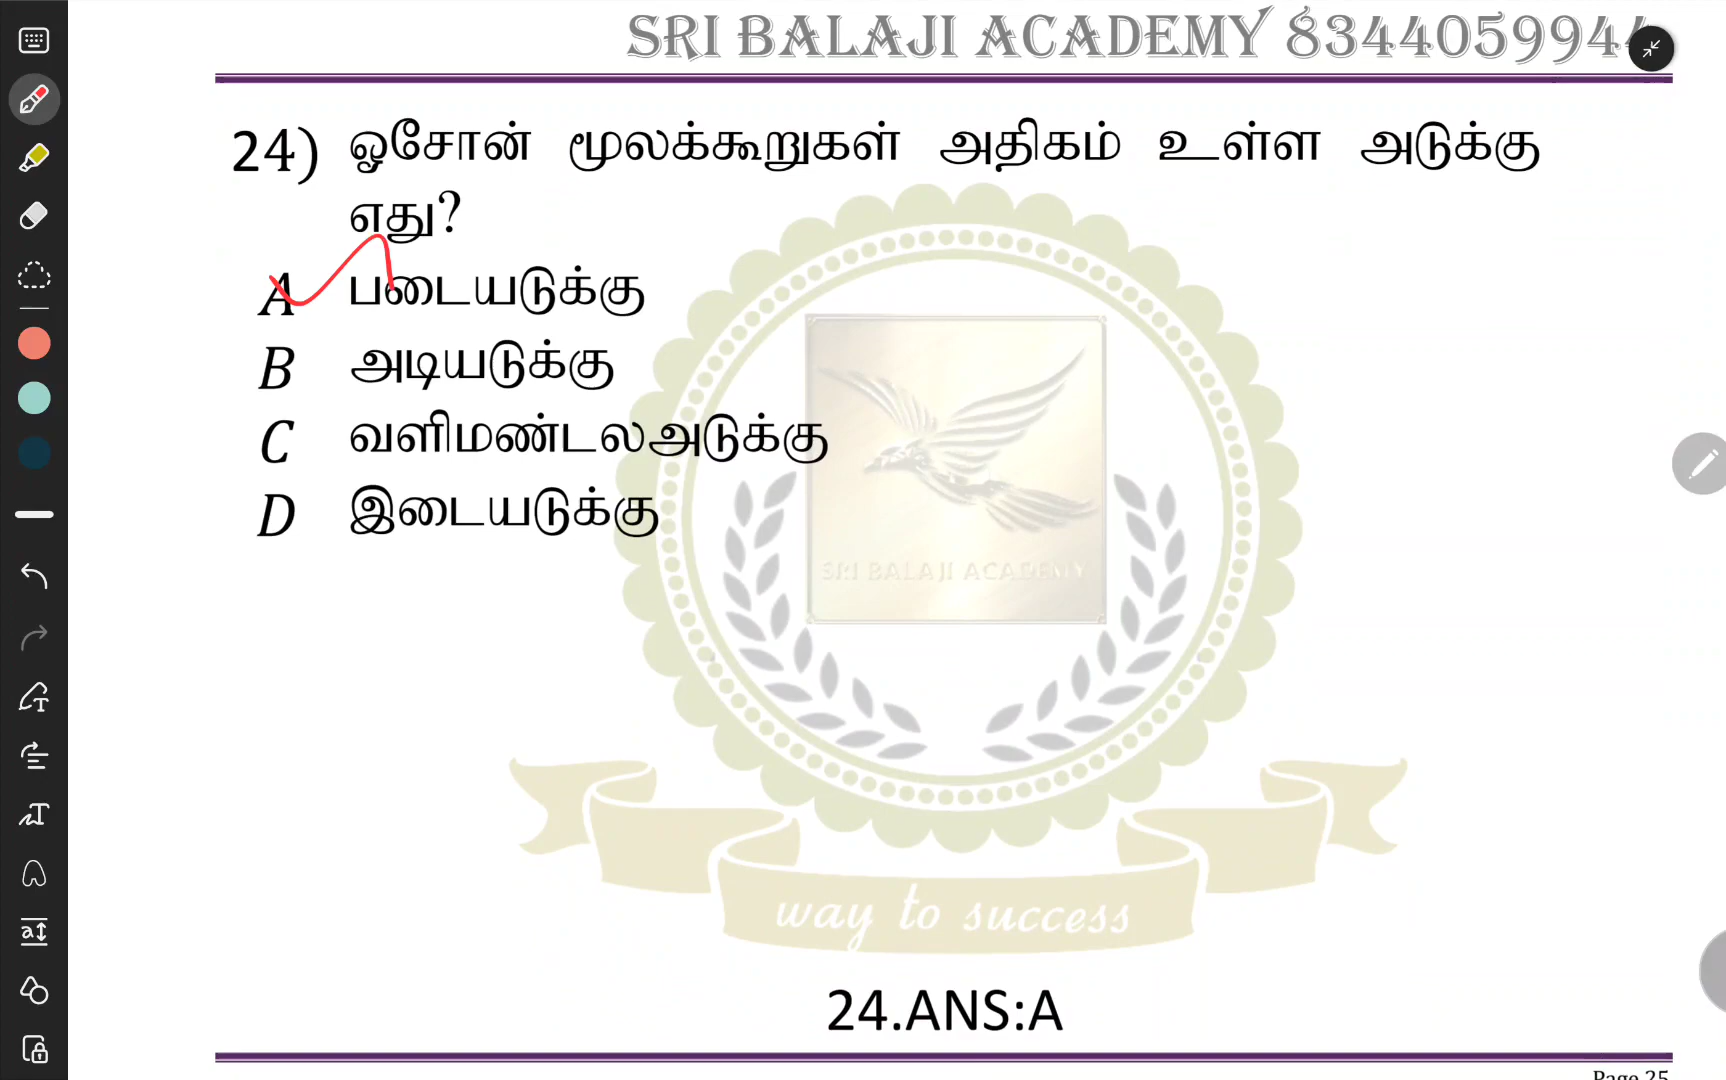 SRI BALAJI ACADEMY 8344059944
24) ஓசோன் மூலக்கூறுகள் அதிகம் உள்ள அடுக்கு
எது?
A படையடுக்கு
B அடியடுக்கு
C வளிமண்டலஅடுக்கு
D இடையடுக்கு
SRI BALAJI ACADEMY
way to success
24.ANS:A
Page 25